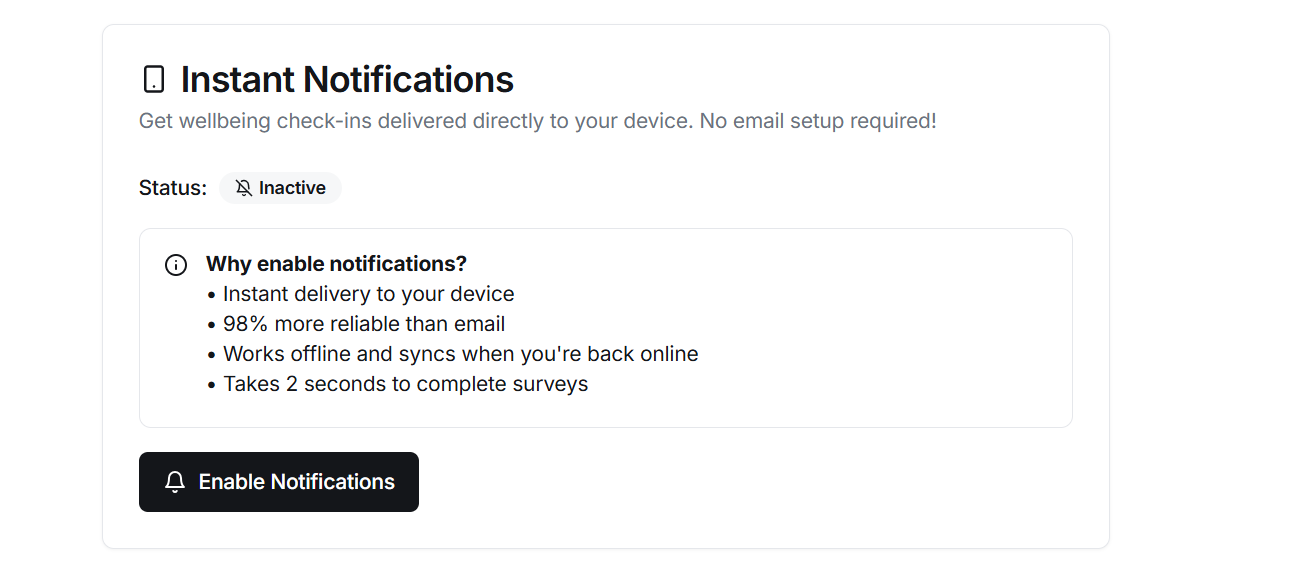 Instant Notifications
Get wellbeing check-ins delivered directly to your device. No email setup required!
Status: Inactive
Why enable notifications?
• Instant delivery to your device
• 98% more reliable than email
• Works offline and syncs when you're back online
• Takes 2 seconds to complete surveys
Enable Notifications